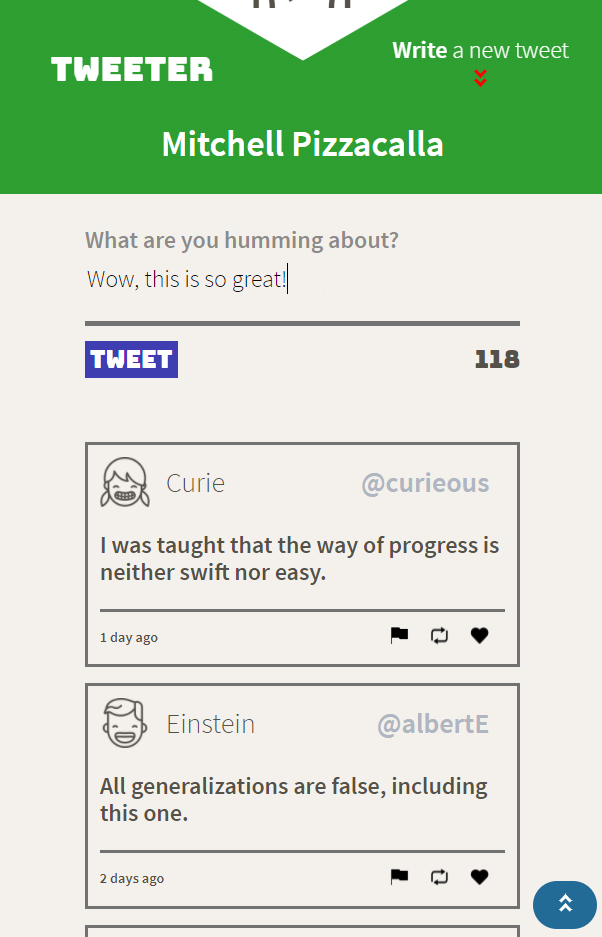 Write a new tweet
TWEETER
Mitchell Pizzacalla
What are you humming about?
Wow, this is so great!
TWEET
118
Curie
@curieous
I was taught that the way of progress is
neither swift nor easy.
1 day ago
Einstein
@albertE
All generalizations are false, including
this one.
2 days ago